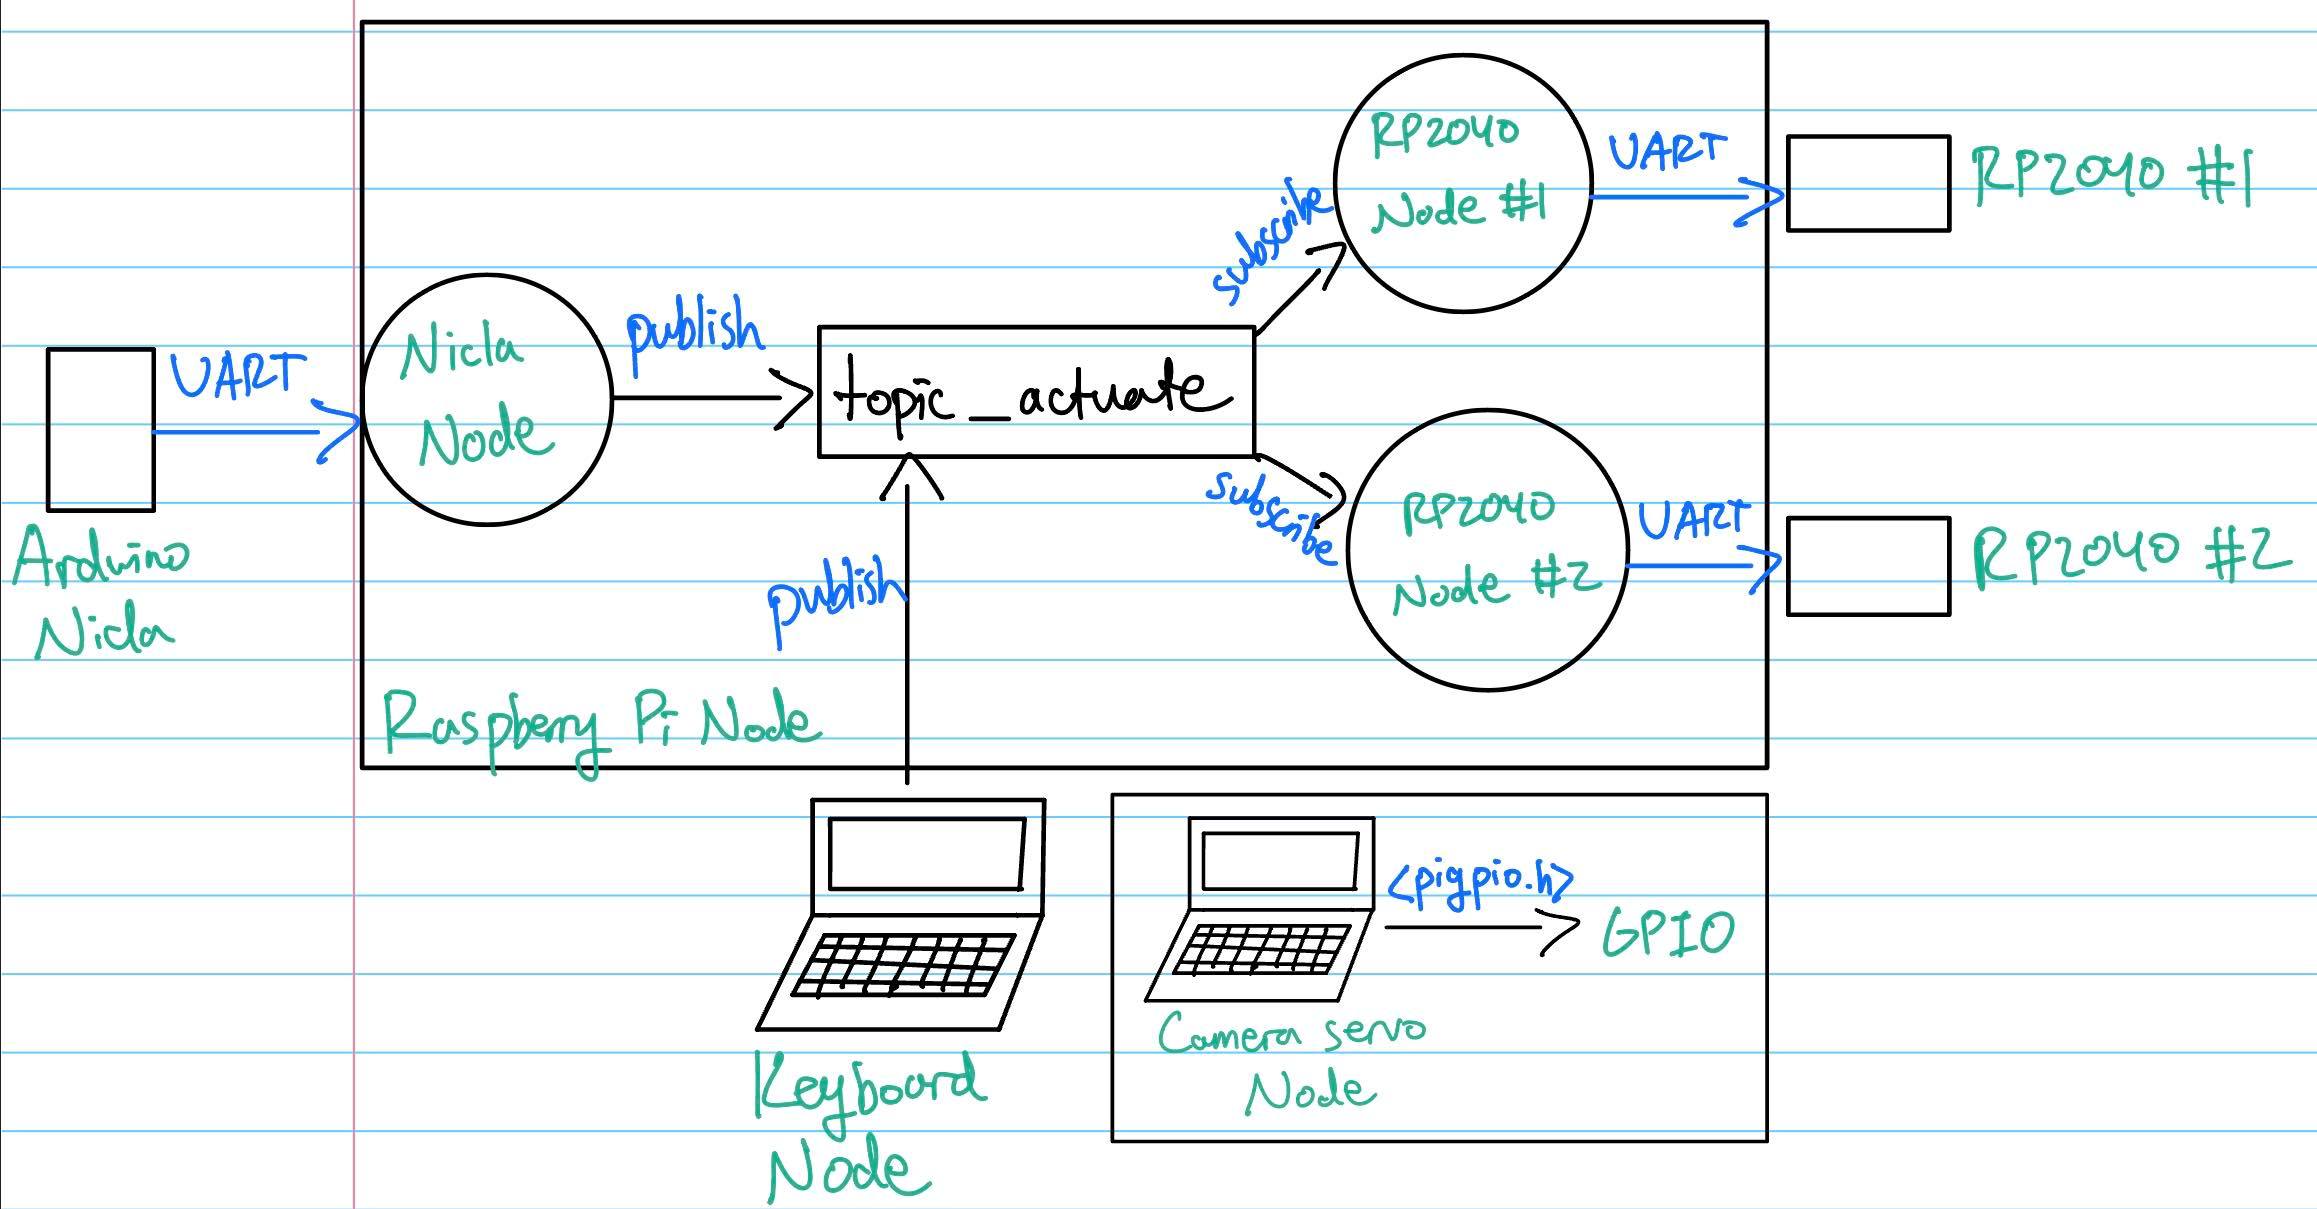 Arduino
Nicla
UART
Nicla
Node
publish
topic_actuate
subscribe
subscribe
RP2040
Node #1
UART
RP2040 #1
RP2040
Node #2
UART
RP2040 #2
publish
Raspberry Pi Node
Keyboard
Node
<pigpio.h>
GPIO
Camera servo
Node